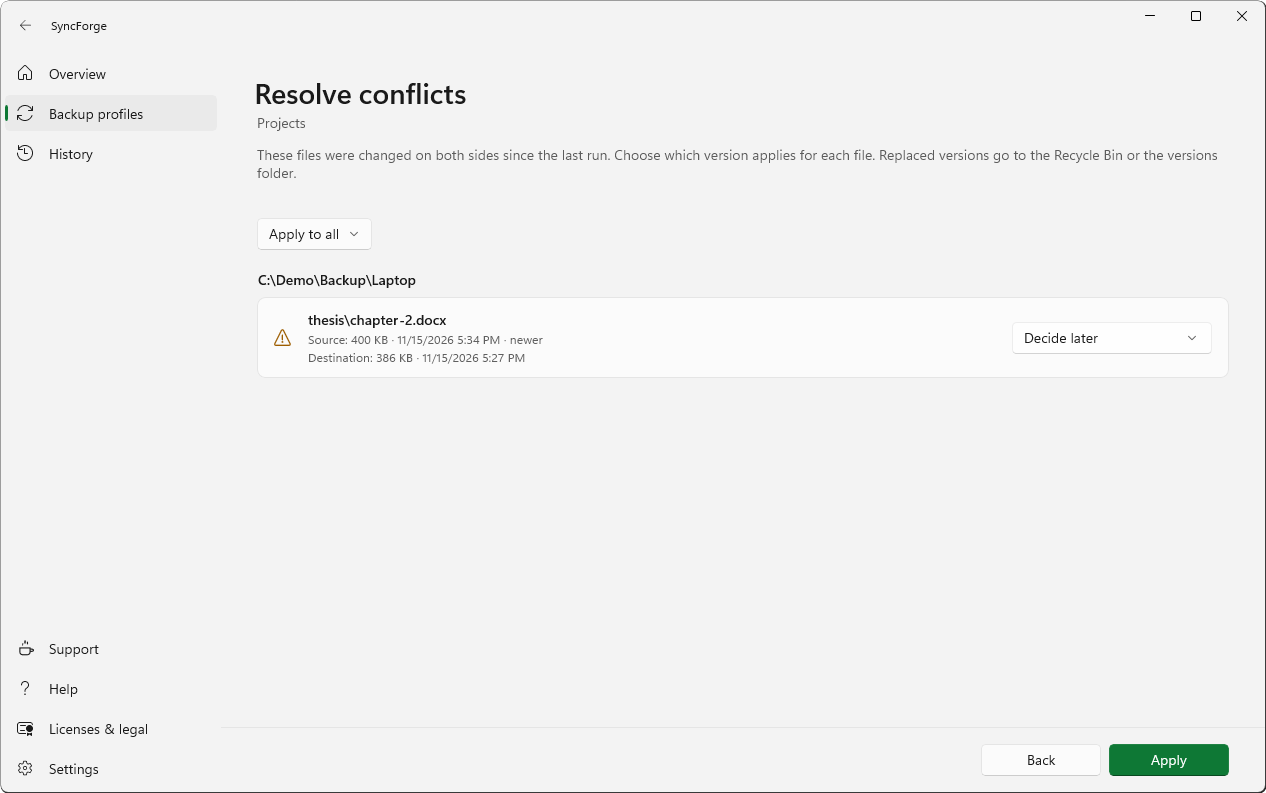 SyncForge
Overview
Backup profiles
History
Resolve conflicts
Projects
These files were changed on both sides since the last run. Choose which version applies for each file. Replaced versions go to the Recycle Bin or the versions
folder.
Apply to all
C:\Demo\Backup\Laptop
thesis\chapter-2.docx
Source: 400 KB · 11/15/2026 5:34 PM · newer
Destination: 386 KB · 11/15/2026 5:27 PM
Decide later
Support
Help
Licenses & legal
Settings
Back
Apply